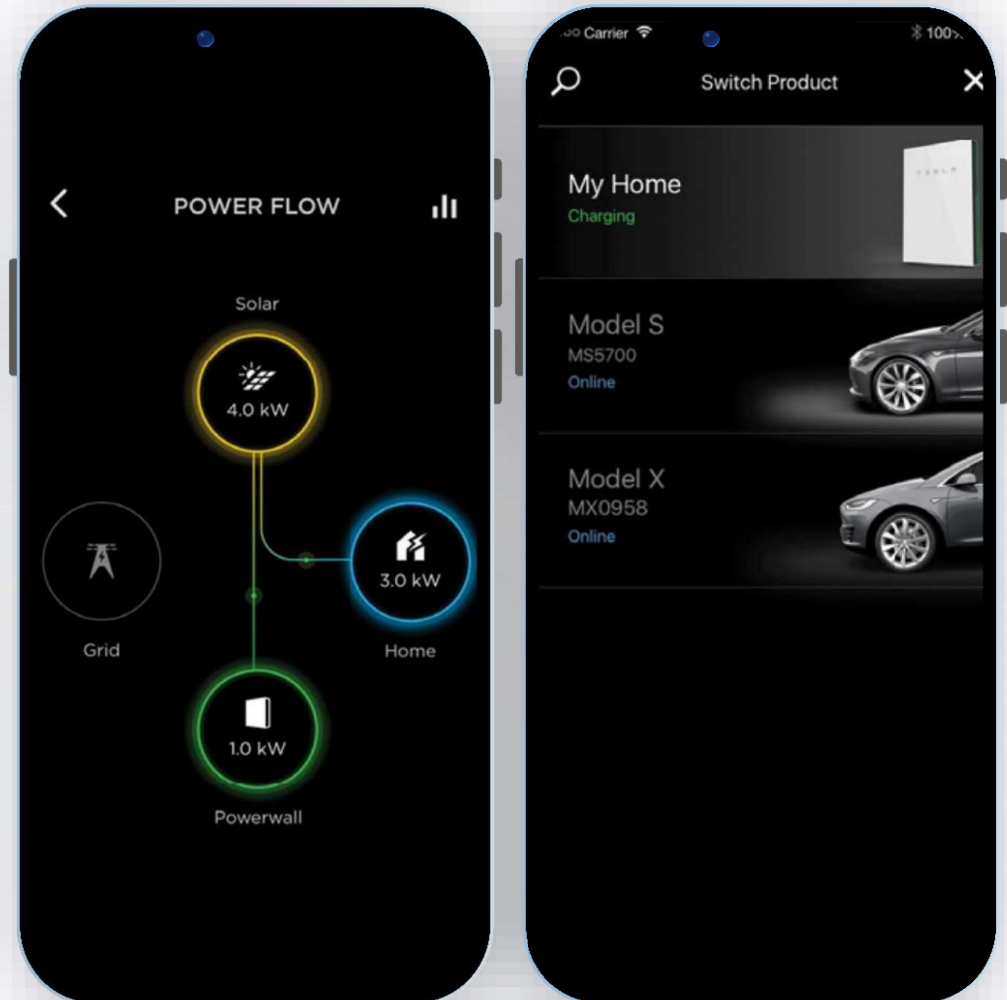 POWER FLOW
Solar
4.0 kW
3.0 kW
Grid
Home
1.0 kW
Powerwall
Carrier
100%
Switch Product
My Home
Charging
TESLA
Model S
MS5700
Online
Model X
MX0958
Online